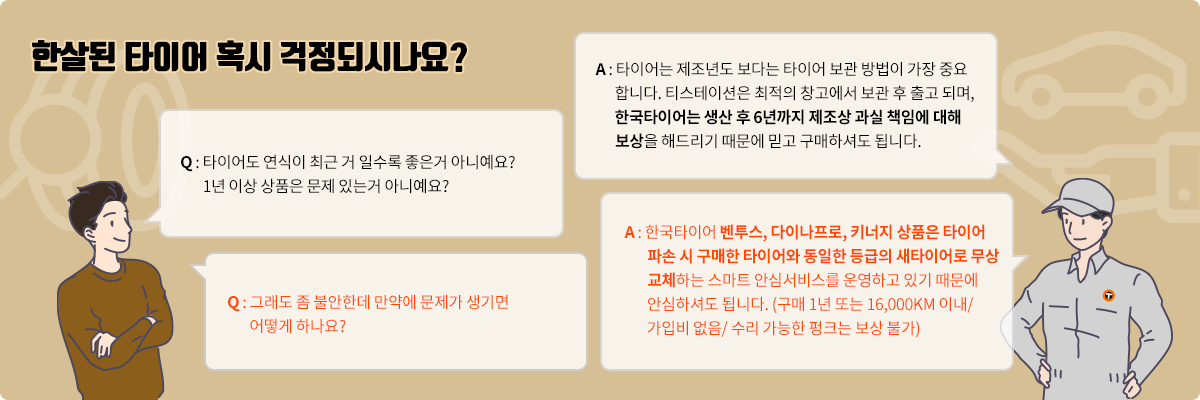 한살된 타이어 혹시 걱정되시나요?
Q : 타이어도 연식이 최근 거 일수록 좋은거 아니예요?
1년 이상 상품은 문제 있는거 아니예요?
A : 타이어는 제조년도 보다는 타이어 보관 방법이 가장 중요
합니다. 티스테이션은 최적의 창고에서 보관 후 출고 되며,
한국타이어는 생산 후 6년까지 제조상 과실 책임에 대해
보상을 해드리기 때문에 믿고 구매하셔도 됩니다.
Q : 그래도 좀 불안한데 만약에 문제가 생기면
어떻게 하나요?
A : 한국타이어 벤투스, 다이나프로, 키너지 상품은 타이어
파손 시 구매한 타이어와 동일한 등급의 새타이어로 무상
교체하는 스마트 안심서비스를 운영하고 있기 때문에
안심하셔도 됩니다. (구매 1년 또는 16,000KM 이내/
가입비 없음/ 수리 가능한 펑크는 보상 불가)
T